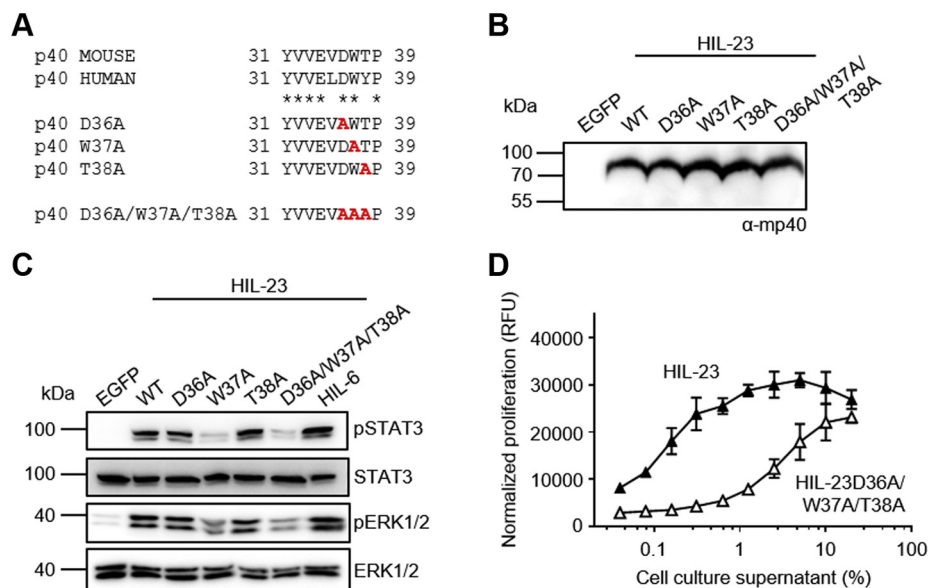 A
p40 MOUSE 31 YVVEVDWTP 39
p40 HUMAN 31 YVVELDWYP 39
**** ** *
p40 D36A 31 YVVEVAWTP 39
p40 W37A 31 YVVEVDATP 39
p40 T38A 31 YVVEVDWAP 39
p40 D36A/W37A/T38A 31 YVVEVAAAP 39
B
HIL-23
kDa
EGFP
WT
D36A
W37A
T38A
D36A/W37A/
T38A
100
70
55
α-mp40
C
HIL-23
kDa
EGFP
WT
D36A
W37A
T38A
D36A/W37A/T38A
HIL-6
100 pSTAT3
100 STAT3
40 pERK1/2
40 ERK1/2
D
Normalized proliferation (RFU)
40000
30000
20000
10000
0
HIL-23
HIL-23D36A/
W37A/T38A
0.1 1 10 100
Cell culture supernatant (%)